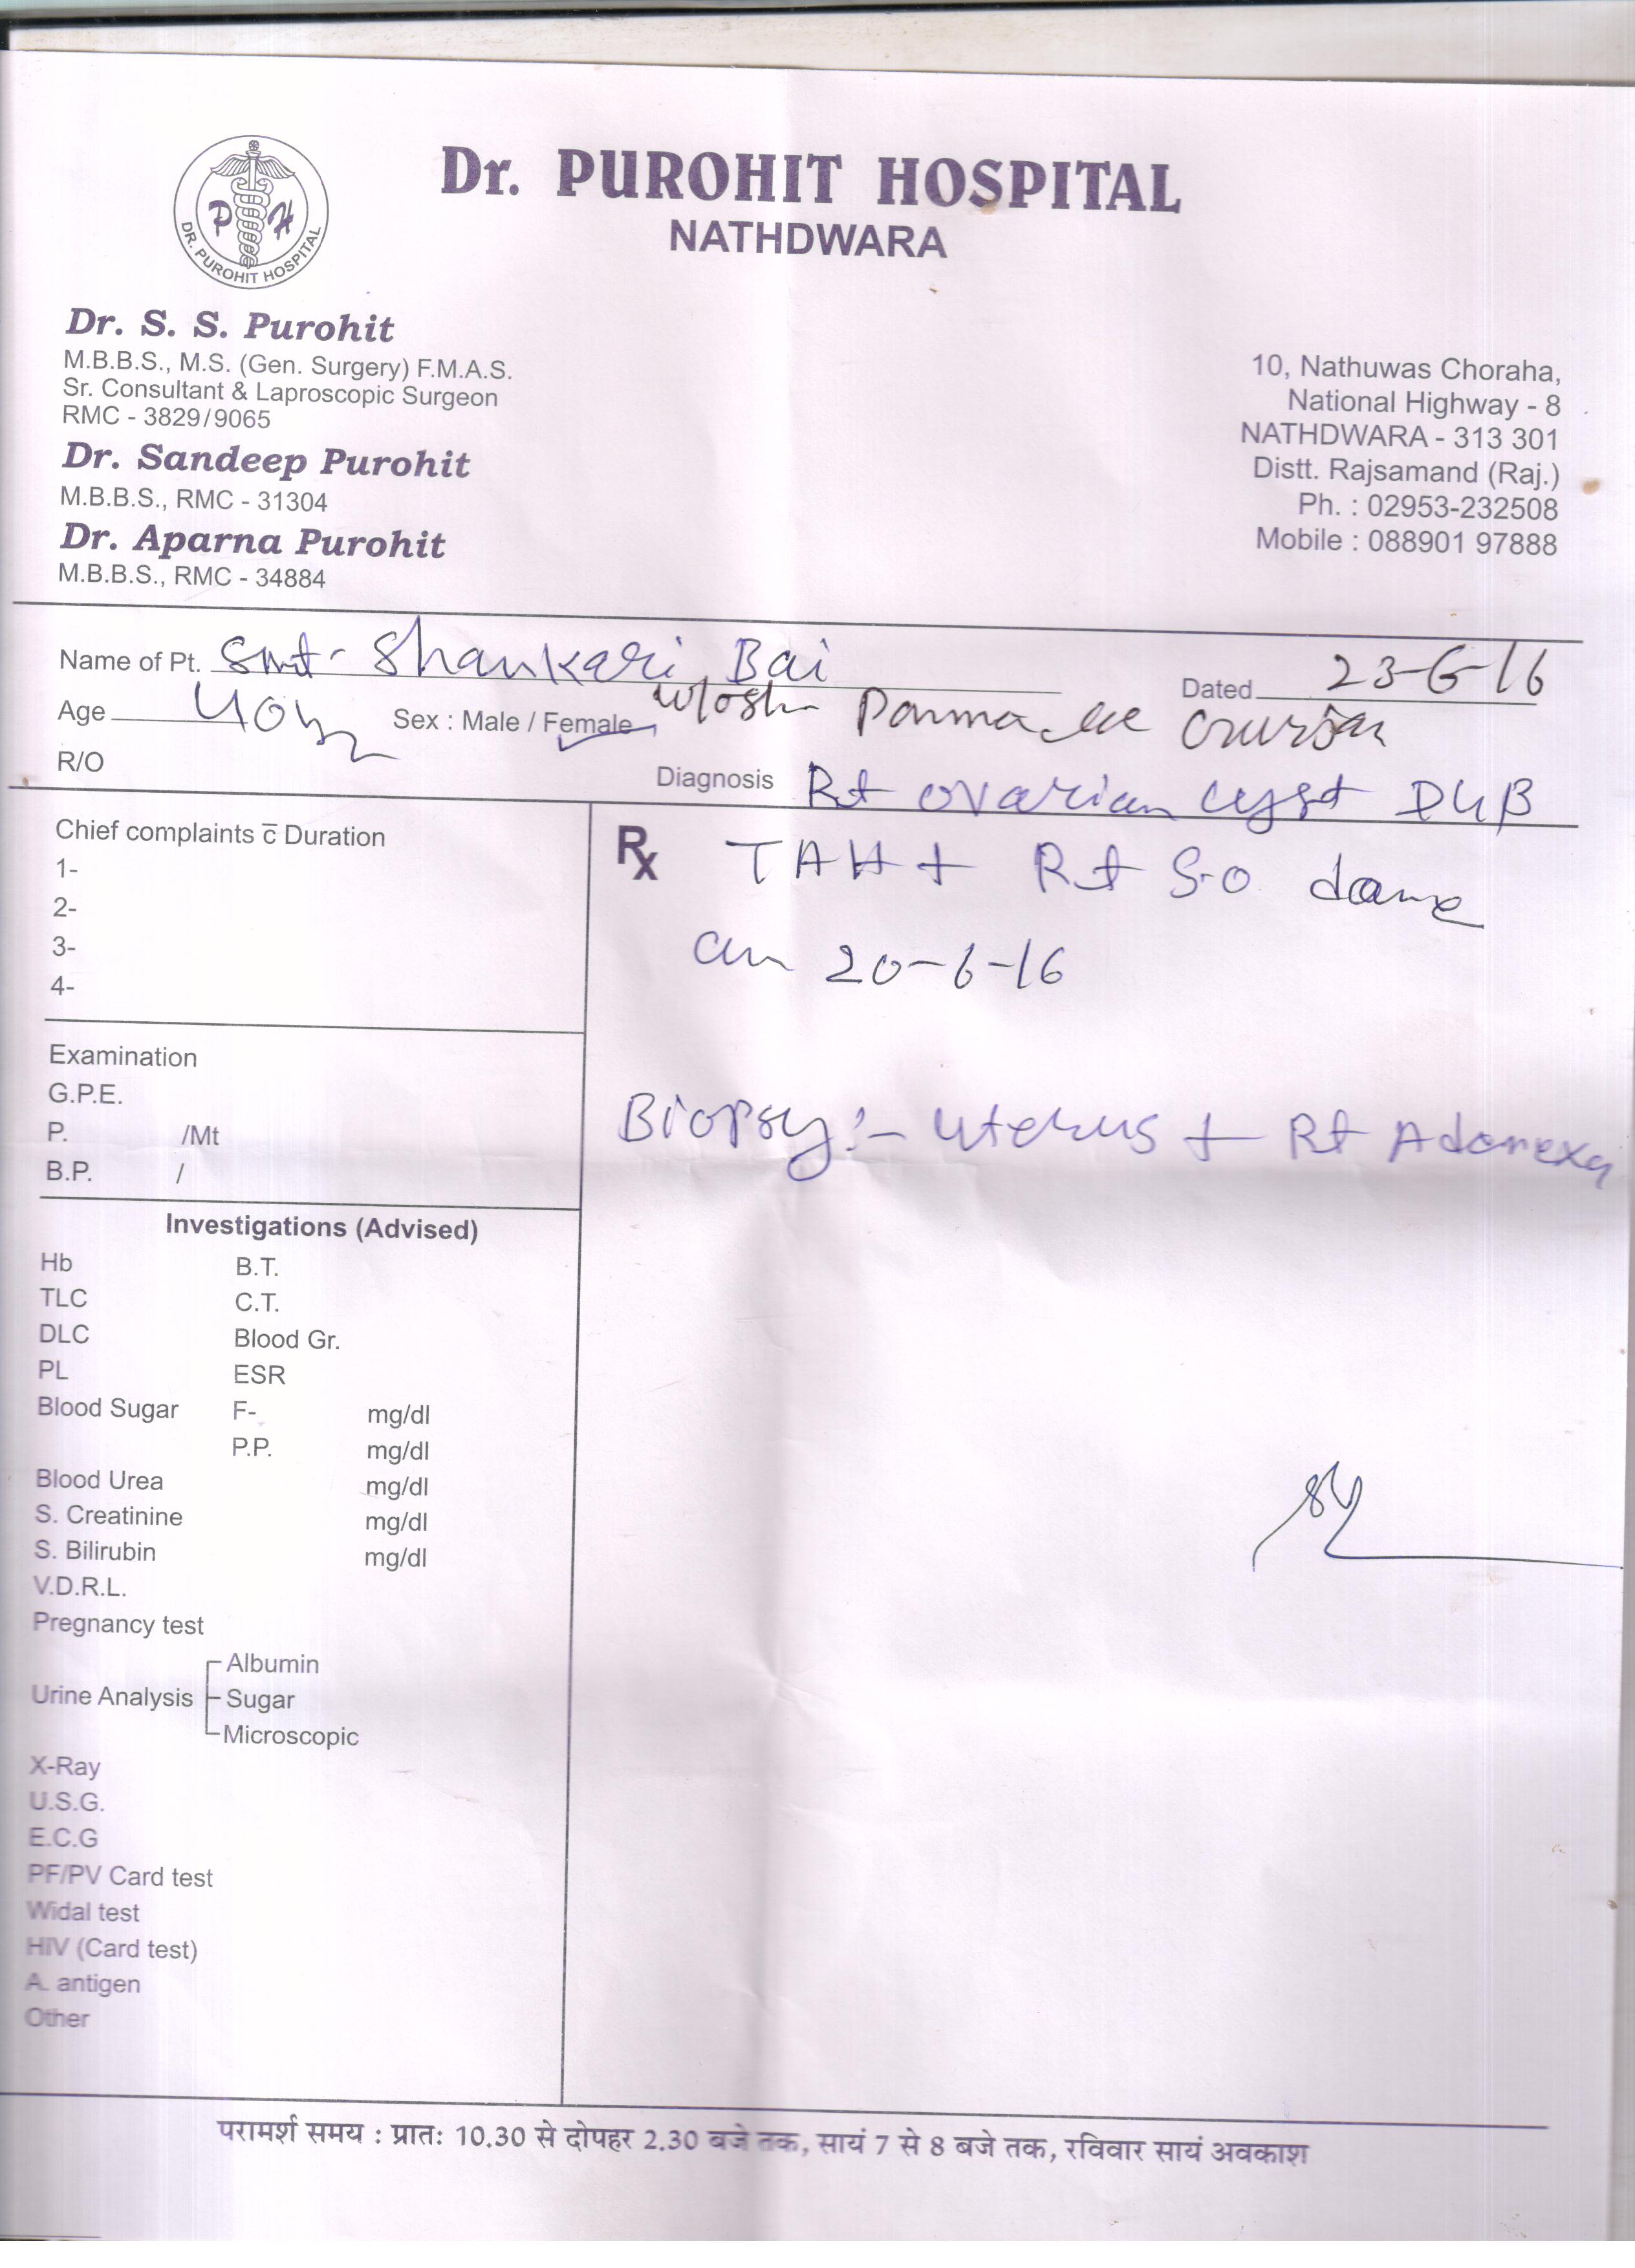 Dr. PUROHIT HOSPITAL
NATHDWARA
P H
DR. PUROHIT HOSPITAL
Dr. S. S. Purohit
M.B.B.S., M.S. (Gen. Surgery) F.M.A.S.
Sr. Consultant & Laproscopic Surgeon
RMC - 3829/9065
Dr. Sandeep Purohit
M.B.B.S., RMC - 31304
Dr. Aparna Purohit
M.B.B.S., RMC - 34884
10, Nathuwas Choraha,
National Highway - 8
NATHDWARA - 313 301
Distt. Rajsamand (Raj.)
Ph. : 02953-232508
Mobile : 088901 97888
Name of Pt. Smt. Shankari Bai Dated 23-6-16
Age 40 Sex : Male / Female
R/O
Diagnosis Rt ovarian cyst DUB
Chief complaints c̅ Duration
1-
2-
3-
4-
Rx TAH + Rt S.O done
on 20-6-16
Biopsy :- Uterus + Rt Adenexa
Examination
G.P.E.
P. /Mt
B.P. /
Investigations (Advised)
Hb B.T.
TLC C.T.
DLC Blood Gr.
PL ESR
Blood Sugar F- mg/dl
P.P. mg/dl
Blood Urea mg/dl
S. Creatinine mg/dl
S. Bilirubin mg/dl
V.D.R.L.
Pregnancy test
Urine Analysis Albumin
Sugar
Microscopic
X-Ray
U.S.G.
E.C.G
PF/PV Card test
Widal test
HIV (Card test)
A. antigen
Other
परामर्श समय : प्रातः 10.30 से दोपहर 2.30 बजे तक, सायं 7 से 8 बजे तक, रविवार सायं अवकाश